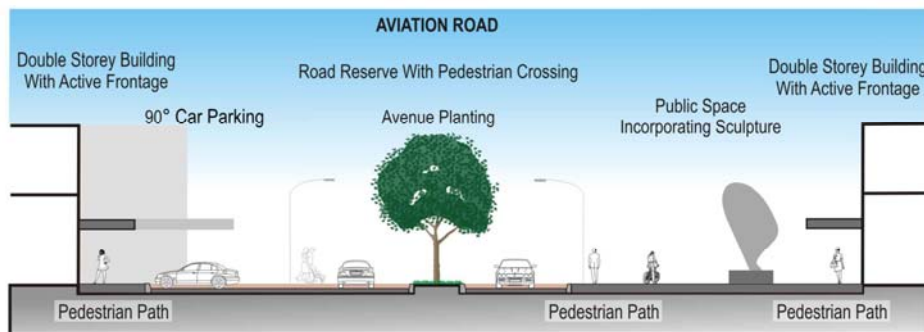 AVIATION ROAD
Double Storey Building
With Active Frontage
Road Reserve With Pedestrian Crossing
Double Storey Building
With Active Frontage
90° Car Parking
Avenue Planting
Public Space
Incorporating Sculpture
Pedestrian Path
Pedestrian Path
Pedestrian Path